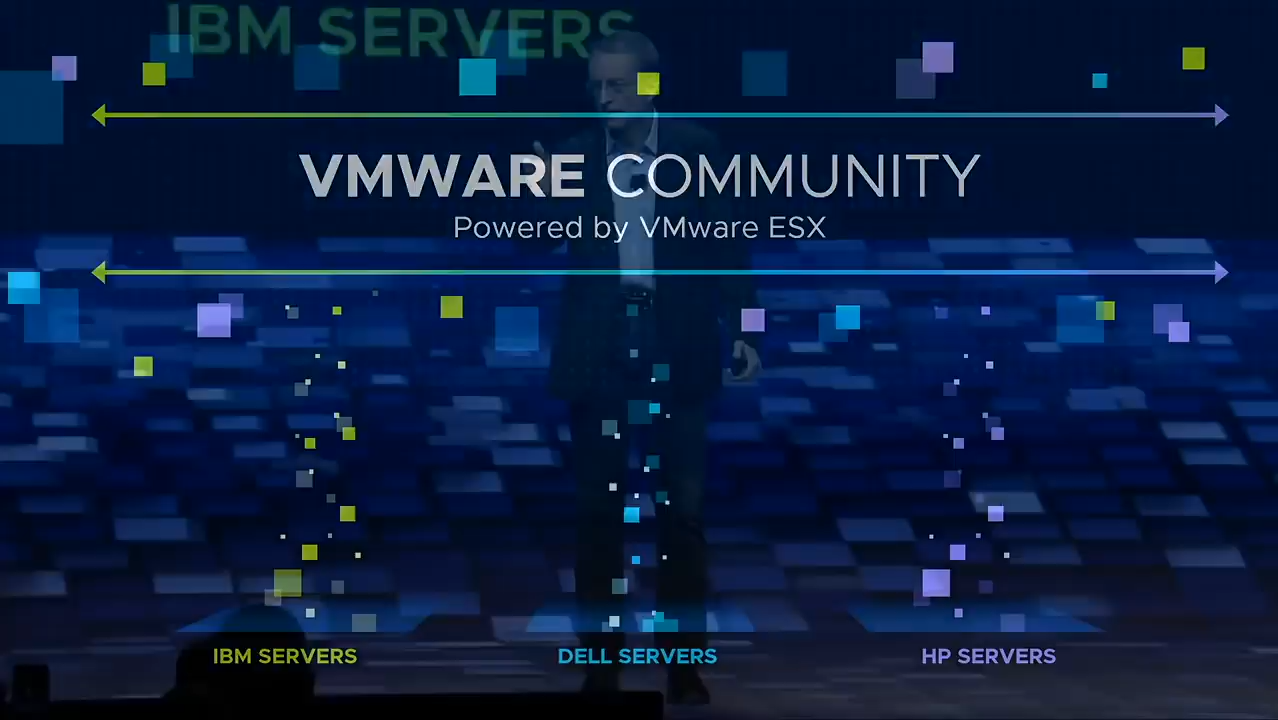 IBM SERVERS
VMWARE COMMUNITY
Powered by VMware ESX
IBM SERVERS
DELL SERVERS
HP SERVERS